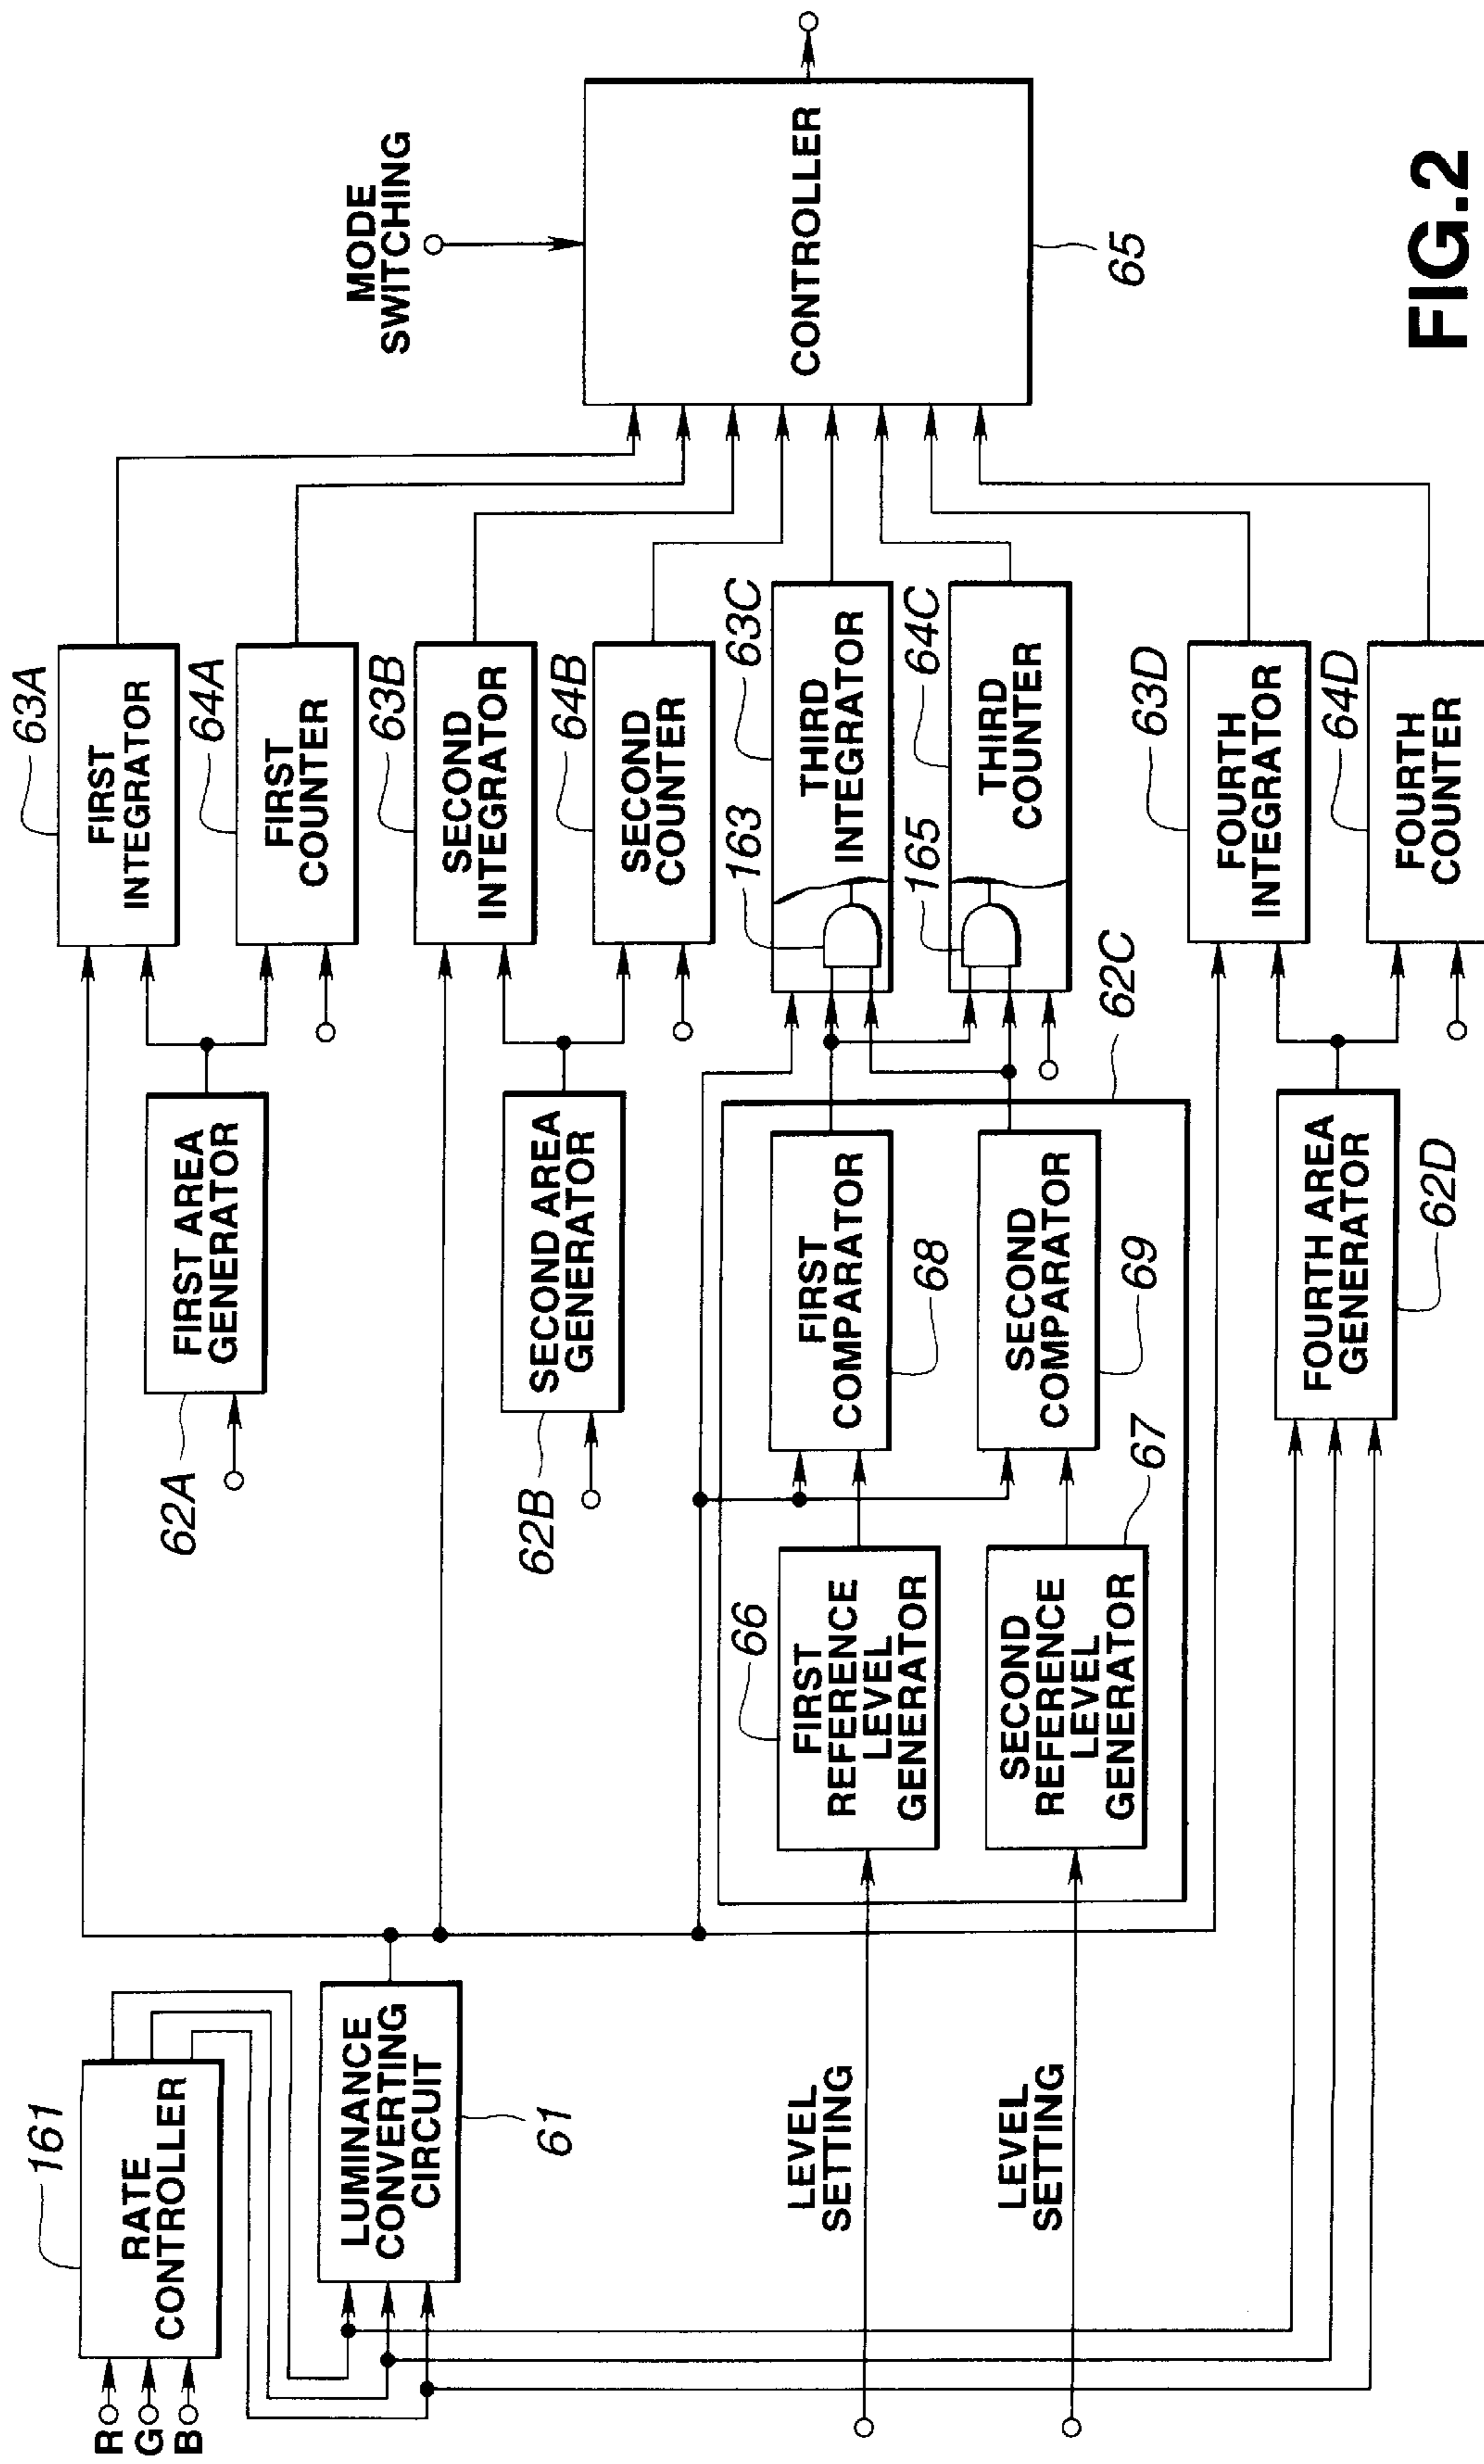 R
G
B
RATE
CONTROLLER
161
LUMINANCE
CONVERTING
CIRCUIT
61
LEVEL
SETTING
LEVEL
SETTING
62A
FIRST AREA
GENERATOR
62B
SECOND AREA
GENERATOR
66
FIRST
REFERENCE
LEVEL
GENERATOR
SECOND
REFERENCE
LEVEL
GENERATOR
67
FIRST
COMPARATOR
68
SECOND
COMPARATOR
69
62C
FOURTH AREA
GENERATOR
62D
63A
FIRST
INTEGRATOR
64A
FIRST
COUNTER
63B
SECOND
INTEGRATOR
64B
SECOND
COUNTER
163
THIRD
INTEGRATOR
63C
165
THIRD
COUNTER
64C
63D
FOURTH
INTEGRATOR
64D
FOURTH
COUNTER
MODE
SWITCHING
CONTROLLER
65
FIG.2